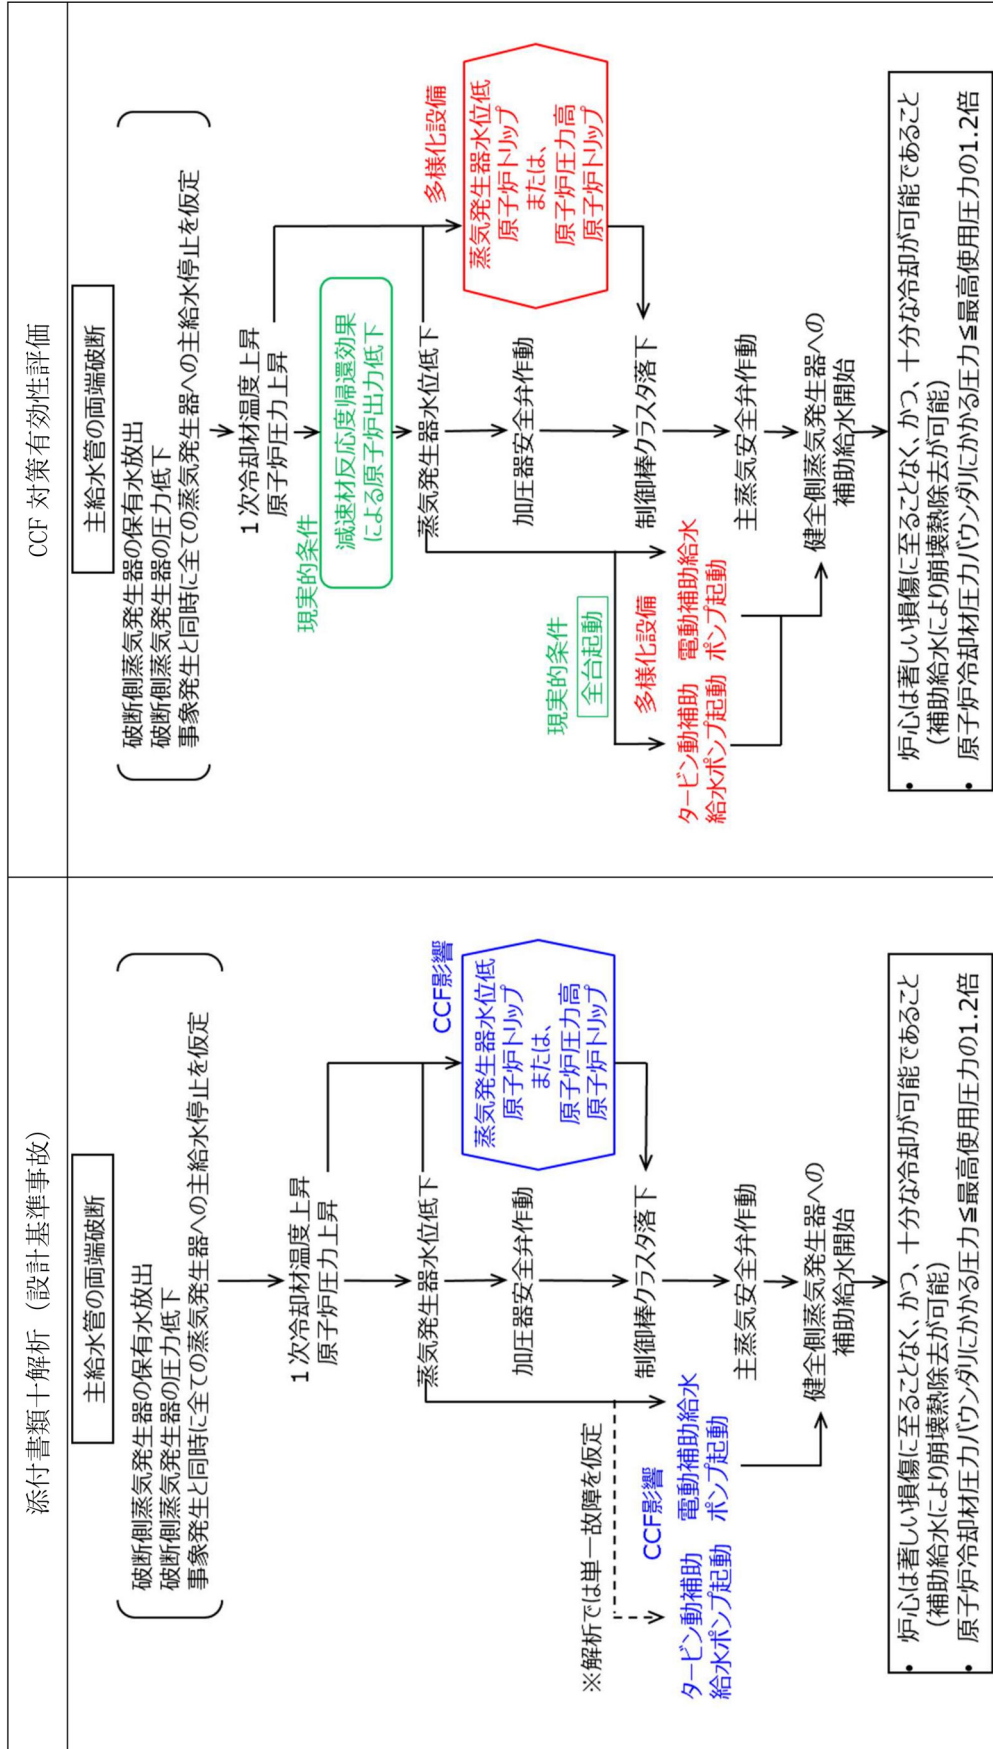 添付書類十解析（設計基準事故）
主給水管の両端破断
破断側蒸気発生器の保有水放出
破断側蒸気発生器の圧力低下
事象発生と同時に全ての蒸気発生器への主給水停止を仮定
１次冷却材温度上昇
原子炉圧力上昇
蒸気発生器水位低下
CCF影響
蒸気発生器水位低
原子炉トリップ
または、
原子炉圧力高
原子炉トリップ
加圧器安全弁作動
※解析では単一故障を仮定
制御棒クラスタ落下
CCF影響
タービン動補助
給水ポンプ起動
電動補助給水
ポンプ起動
主蒸気安全弁作動
健全側蒸気発生器への
補助給水開始
• 炉心は著しい損傷に至ることなく、かつ、十分な冷却が可能であること
（補助給水により崩壊熱除去が可能）
• 原子炉冷却材圧力バウンダリにかかる圧力≦最高使用圧力の1.2倍
CCF 対策有効性評価
主給水管の両端破断
破断側蒸気発生器の保有水放出
破断側蒸気発生器の圧力低下
事象発生と同時に全ての蒸気発生器への主給水停止を仮定
１次冷却材温度上昇
原子炉圧力上昇
現実的条件
減速材反応度帰還効果
による原子炉出力低下
蒸気発生器水位低下
多様化設備
蒸気発生器水位低
原子炉トリップ
または、
原子炉圧力高
原子炉トリップ
加圧器安全弁作動
現実的条件
全台起動
制御棒クラスタ落下
多様化設備
タービン動補助
給水ポンプ起動
電動補助給水
ポンプ起動
主蒸気安全弁作動
健全側蒸気発生器への
補助給水開始
• 炉心は著しい損傷に至ることなく、かつ、十分な冷却が可能であること
（補助給水により崩壊熱除去が可能）
• 原子炉冷却材圧力バウンダリにかかる圧力≦最高使用圧力の1.2倍